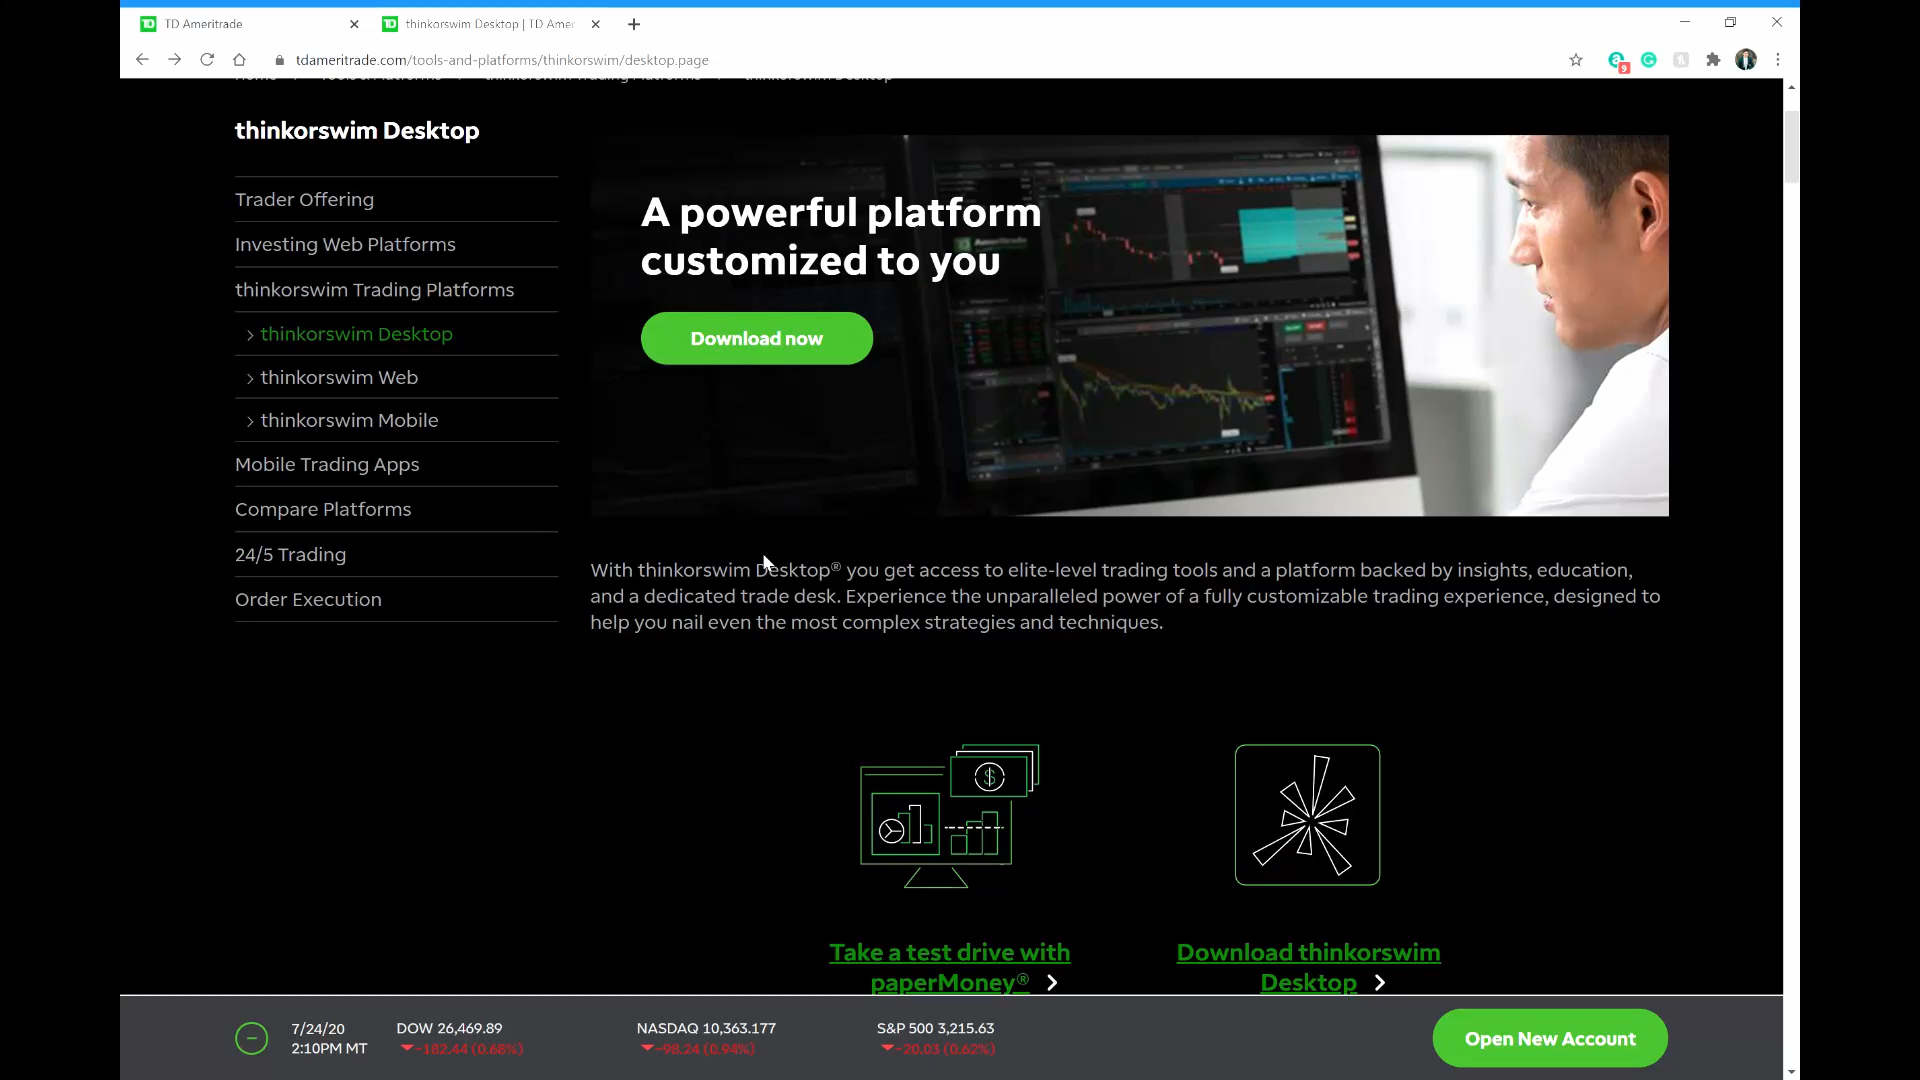 TD Ameritrade
thinkorswim Desktop | TD Amer
tdameritrade.com/tools-and-platforms/thinkorswim/desktop.page
9
thinkorswim Desktop
Trader Offering
Investing Web Platforms
thinkorswim Trading Platforms
thinkorswim Desktop
thinkorswim Web
thinkorswim Mobile
Mobile Trading Apps
Compare Platforms
24/5 Trading
Order Execution
A powerful platform
customized to you
Download now
With thinkorswim Desktop® you get access to elite-level trading tools and a platform backed by insights, education,
and a dedicated trade desk. Experience the unparalleled power of a fully customizable trading experience, designed to
help you nail even the most complex strategies and techniques.
Take a test drive with
paperMoney®
Download thinkorswim
Desktop
7/24/20
2:10PM MT
DOW 26,469.89
-182.44 (0.68%)
NASDAQ 10,363.177
-98.24 (0.94%)
S&P 500 3,215.63
-20.03 (0.62%)
Open New Account